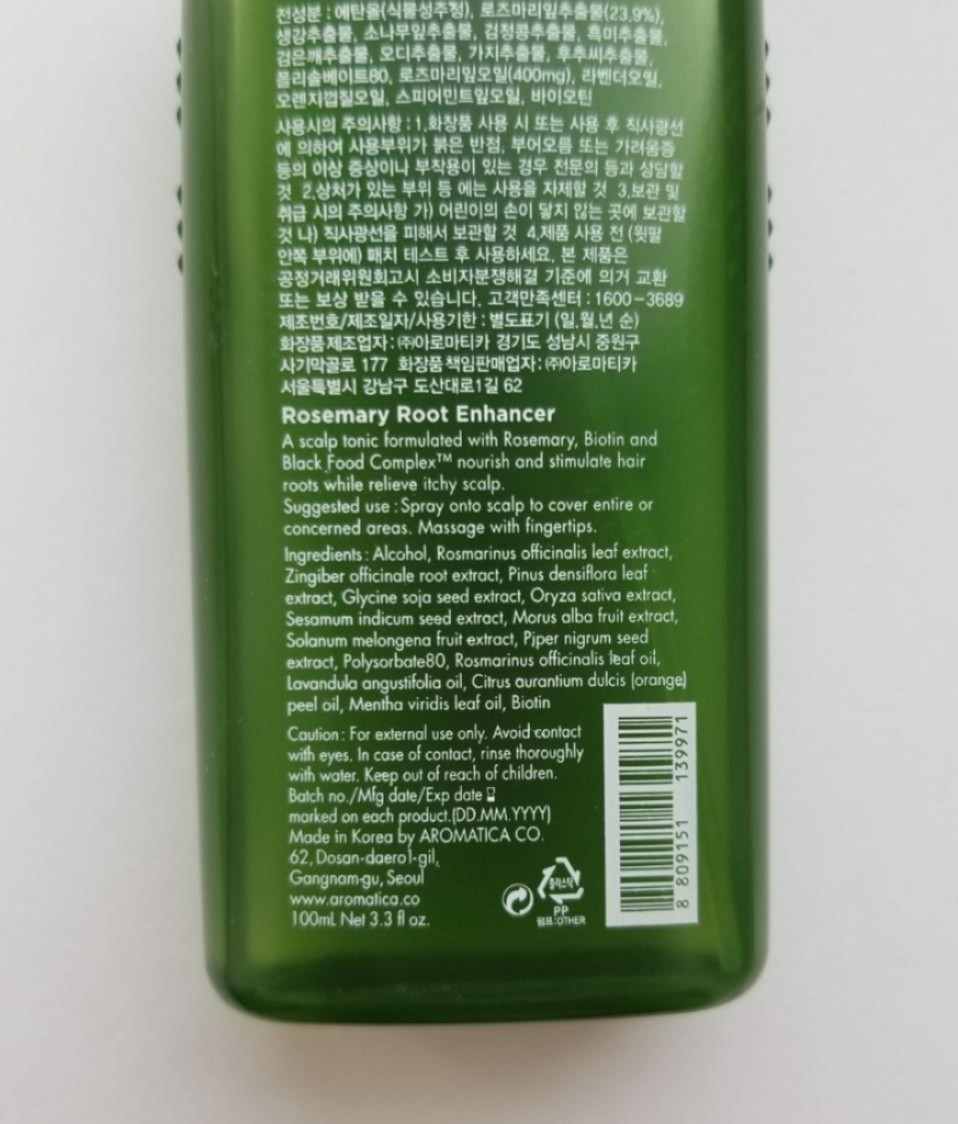 전성분 : 에탄올(식물성주정), 로즈마리잎추출물(23.9%),
생강추출물, 소나무잎추출물, 검정콩추출물, 흑미추출물,
검은깨추출물, 오디추출물, 가지추출물, 후추씨추출물,
폴리솔베이트80, 로즈마리잎오일(400mg), 라벤더오일,
오렌지껍질오일, 스피어민트잎오일, 바이오틴
사용시의 주의사항 : 1.화장품 사용 시 또는 사용 후 직사광선
에 의하여 사용부위가 붉은 반점, 부어오름 또는 가려움증
등의 이상 증상이나 부작용이 있는 경우 전문의 등과 상담할
것 2.상처가 있는 부위 등 에는 사용을 자제할 것 3.보관 및
취급 시의 주의사항 가) 어린이의 손이 닿지 않는 곳에 보관할
것 나) 직사광선을 피해서 보관할 것 4.제품 사용 전 (윗팔
안쪽 부위에) 패치 테스트 후 사용하세요. 본 제품은
공정거래위원회고시 소비자분쟁해결 기준에 의거 교환
또는 보상 받을 수 있습니다. 고객만족센터 : 1600-3689
제조번호/제조일자/사용기한 : 별도표기 (일.월.년 순)
화장품제조업자: ㈜아로마티카 경기도 성남시 중원구
사기막골로 177 화장품책임판매업자: ㈜아로마티카
서울특별시 강남구 도산대로1길 62
Rosemary Root Enhancer
A scalp tonic formulated with Rosemary, Biotin and
Black Food Complex™ nourish and stimulate hair
roots while relieve itchy scalp.
Suggested use : Spray onto scalp to cover entire or
concerned areas. Massage with fingertips.
Ingredients : Alcohol, Rosmarinus officinalis leaf extract,
Zingiber officinale root extract, Pinus densiflora leaf
extract, Glycine soja seed extract, Oryza sativa extract,
Sesamum indicum seed extract, Morus alba fruit extract,
Solanum melongena fruit extract, Piper nigrum seed
extract, Polysorbate80, Rosmarinus officinalis leaf oil,
Lavandula angustifolia oil, Citrus aurantium dulcis (orange)
peel oil, Mentha viridis leaf oil, Biotin
Caution : For external use only. Avoid contact
with eyes. In case of contact, rinse thoroughly
with water. Keep out of reach of children.
Batch no./Mfg date/Exp date
marked on each product.(DD.MM.YYYY)
Made in Korea by AROMATICA CO.
62, Dosan-daero1-gil,
Gangnam-gu, Seoul
www.aromatica.co
100mL Net 3.3 fl oz.
플라스틱
PP
펌프:OTHER
8 809151 139971